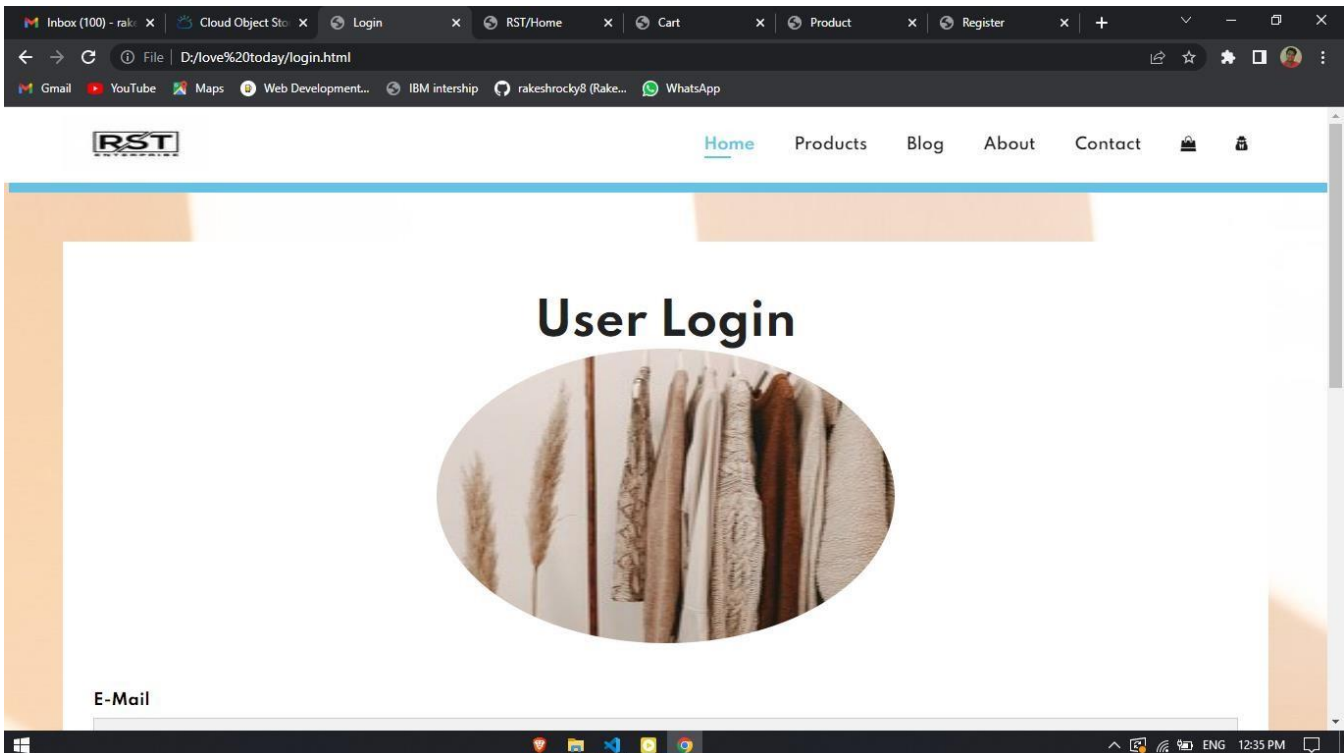 Inbox (100) - rak
Cloud Object Sto
Login
RST/Home
Cart
Product
Register
File
D:/love%20today/login.html
Gmail
YouTube
Maps
Web Development...
IBM intership
rakeshrocky8 (Rake...
WhatsApp
RST
ENTERPRISE
Home
Products
Blog
About
Contact
User Login
E-Mail
ENG
12:35 PM